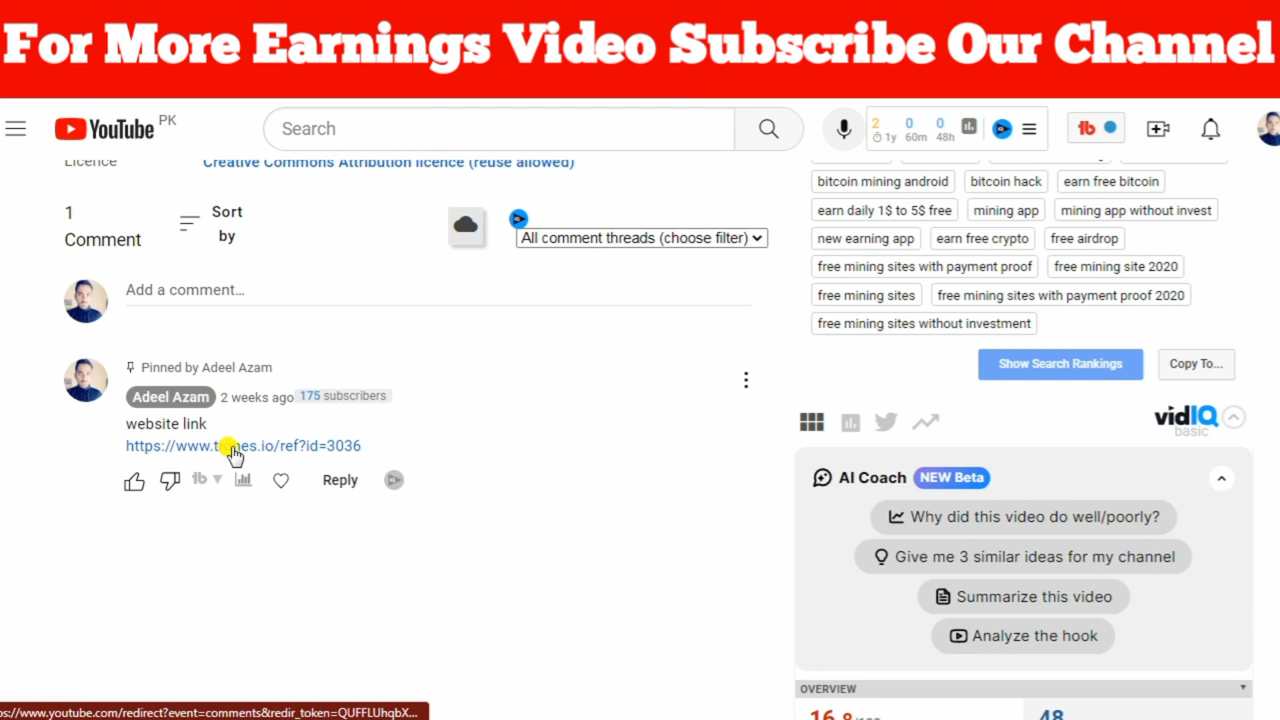 For More Earnings Video Subscribe Our Channel
YouTube PK
Search
2 0 0
1y 60m 48h
tb
Licence Creative Commons Attribution licence (reuse allowed)
1 Comment
Sort by
All comment threads (choose filter)
Add a comment...
Pinned by Adeel Azam
Adeel Azam 2 weeks ago 175 subscribers
website link
Reply
tb
bitcoin mining android bitcoin hack earn free bitcoin
earn daily 1$ to 5$ free mining app mining app without invest
new earning app earn free crypto free airdrop
free mining sites with payment proof free mining site 2020
free mining sites free mining sites with payment proof 2020
free mining sites without investment
Show Search Rankings Copy To...
vidIQ
basic
AI Coach NEW Beta
Why did this video do well/poorly?
Give me 3 similar ideas for my channel
Summarize this video
Analyze the hook
OVERVIEW
48
ps://www.youtube.com/redirect?event=comments&redir_token=QUFFLUhqbX...